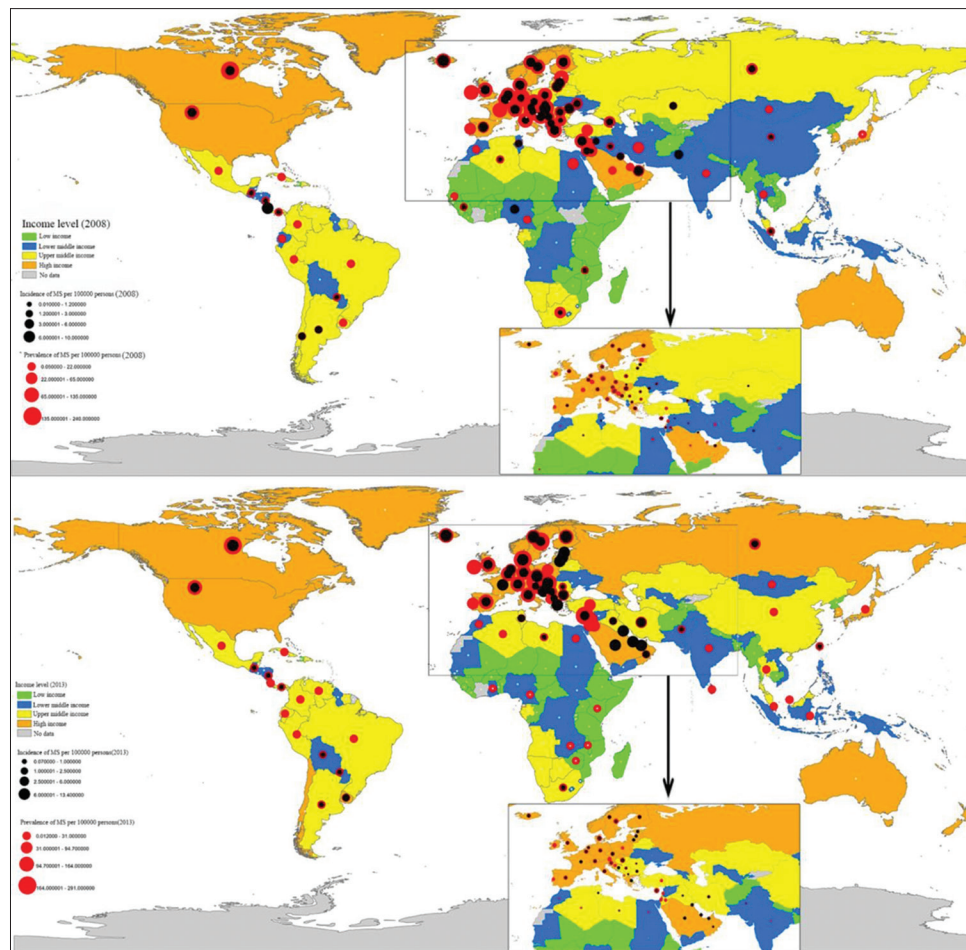 Income level (2008)
Low income
Lower middle income
Upper middle income
High income
No data
Incidence of MS per 100000 persons (2008)
0.010000 - 1.200000
1.200001 - 3.000000
3.000001 - 6.000000
6.000001 - 10.000000
Prevalence of MS per 100000 persons (2008)
0.000000 - 22.000000
22.000001 - 65.000000
65.000001 - 135.000000
135.000001 - 240.000000
Income level (2013)
Low income
Lower middle income
Upper middle income
High income
No data
Incidence of MS per 100000 persons(2013)
0.070000 - 1.000000
1.000001 - 2.500000
2.500001 - 6.000000
6.000001 - 13.400000
Prevalence of MS per 100000 persons(2013)
0.012000 - 31.000000
31.000001 - 94.700000
94.700001 - 164.000000
164.000001 - 291.000000